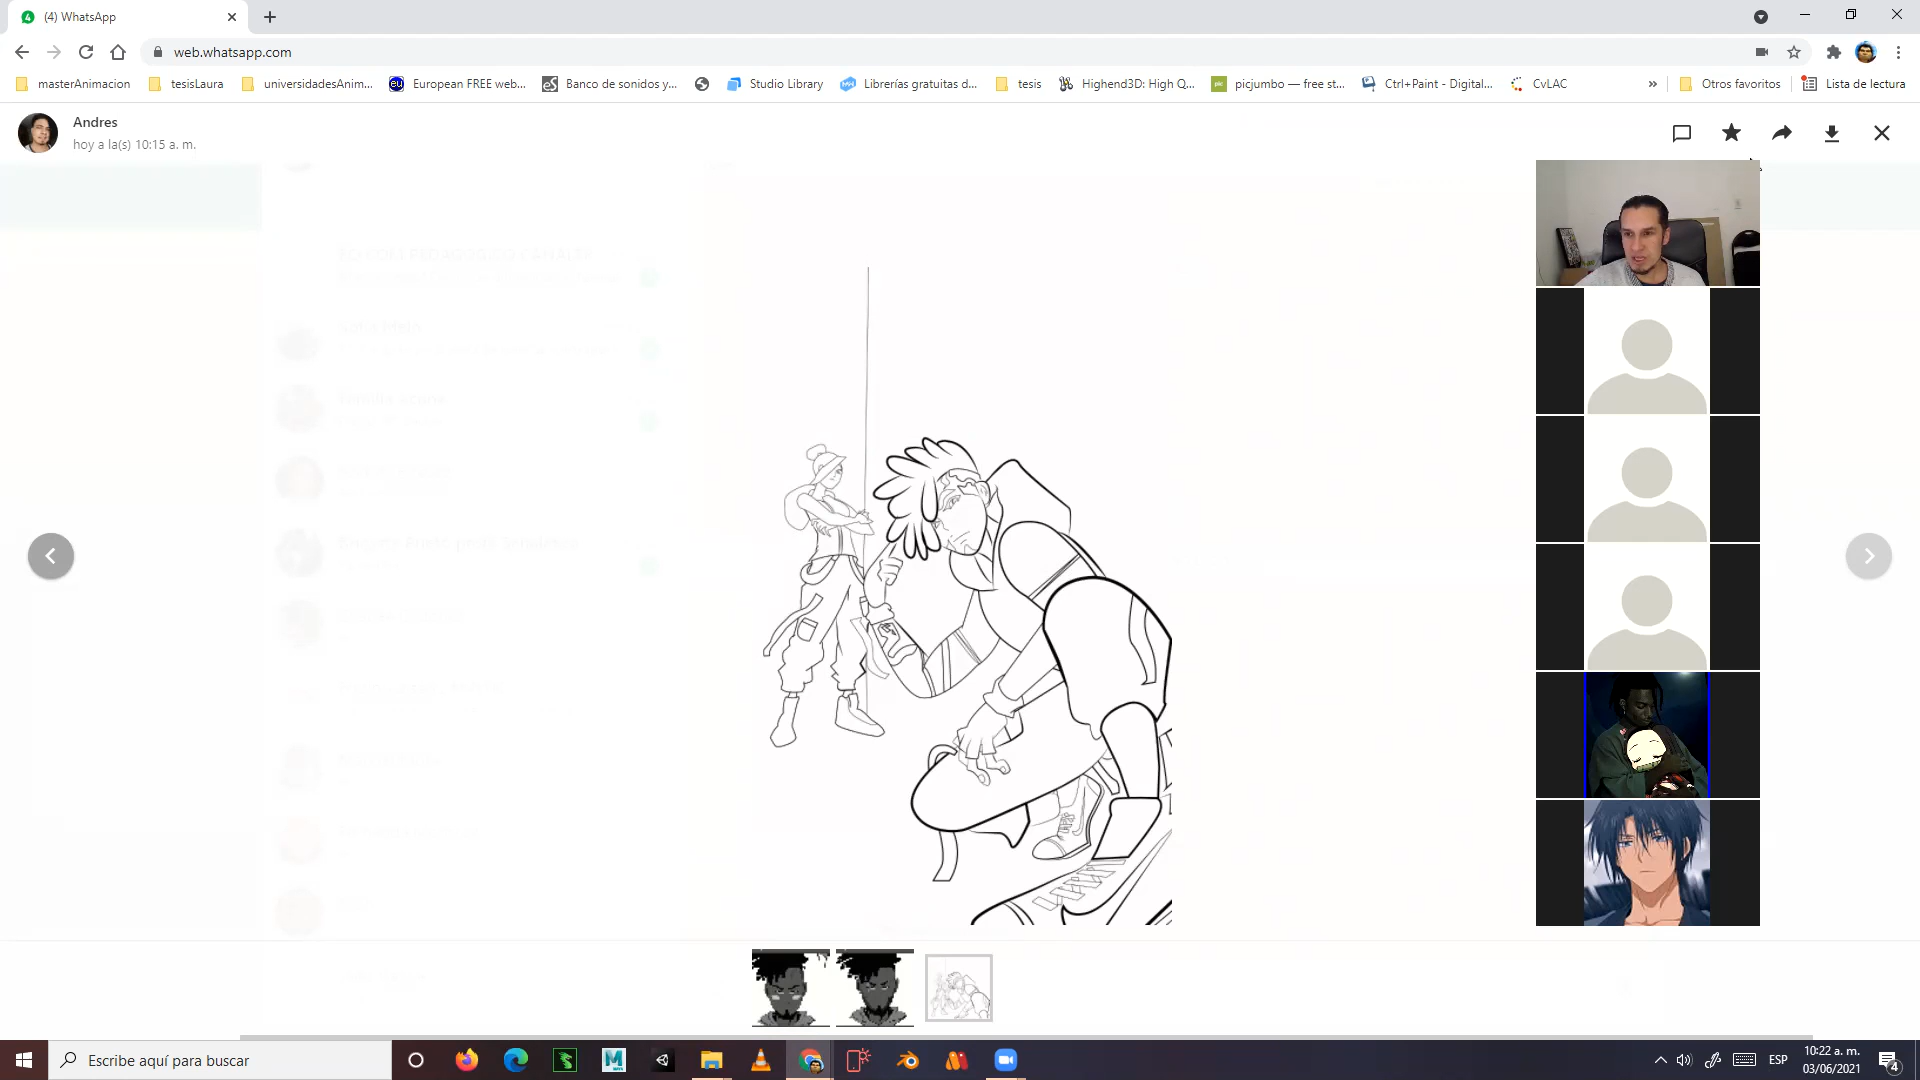 (4) WhatsApp
web.whatsapp.com
masterAnimacion
tesisLaura
universidadesAnim...
European FREE web...
Banco de sonidos y...
Studio Library
Librerías gratuitas d...
tesis
Highend3D: High Q...
picjumbo — free st...
Ctrl+Paint - Digital...
CvLAC
»
Otros favoritos
Lista de lectura
Andres
hoy a la(s) 10:15 a. m.
Escribe aquí para buscar
ESP
10:22 a. m.
03/06/2021
4